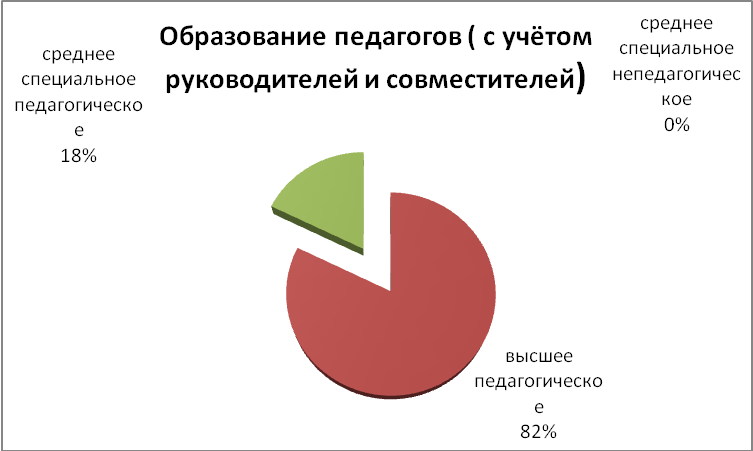 Образование педагогов ( с учётом
руководителей и совместителей)
среднее
специальное
педагогическо
е
18%
среднее
специальное
непедагогичес
кое
0%
высшее
педагогическо
е
82%